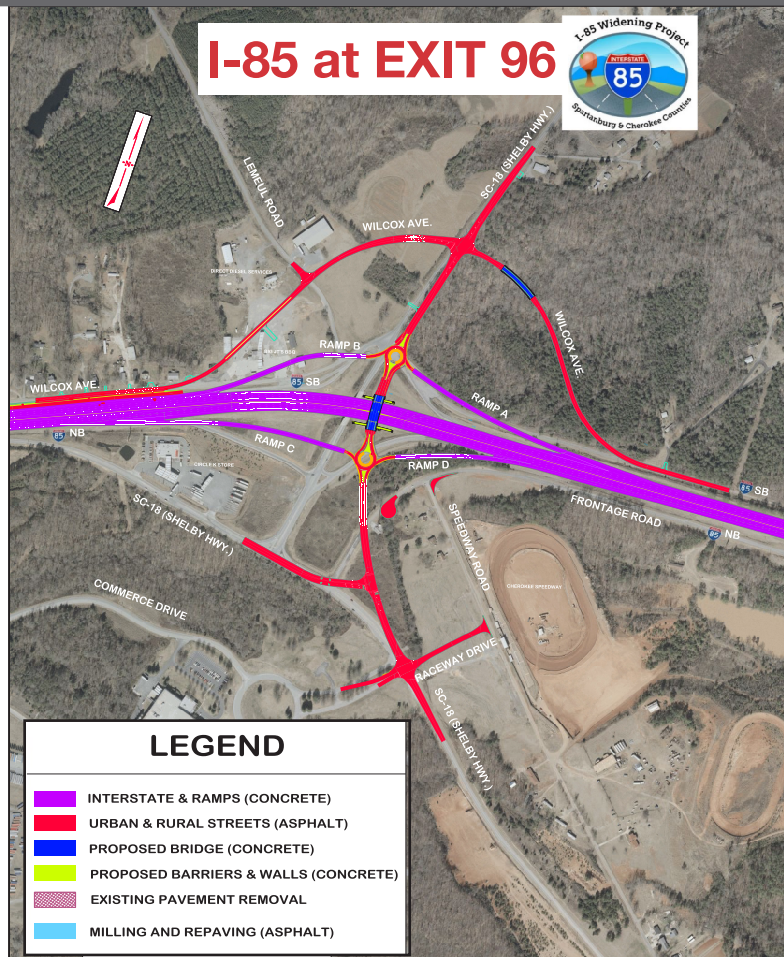 I-85 at EXIT 96
I-85 Widening Project
INTERSTATE
85
Spartanburg & Cherokee Counties
SC-18 (SHELBY HWY.)
LEMEUL ROAD
WILCOX AVE.
DIRECT DIESEL SERVICES
WILCOX AVE.
RAMP B
WILCOX AVE.
85 SB
RAMP A
85 NB
RAMP C
CIRCLE K STORE
RAMP D
85 SB
FRONTAGE ROAD
85 NB
SC-18 (SHELBY HWY.)
SPEEDWAY ROAD
CHEROKEE SPEEDWAY
COMMERCE DRIVE
RACEWAY DRIVE
SC-18 (SHELBY HWY.)
LEGEND
INTERSTATE & RAMPS (CONCRETE)
URBAN & RURAL STREETS (ASPHALT)
PROPOSED BRIDGE (CONCRETE)
PROPOSED BARRIERS & WALLS (CONCRETE)
EXISTING PAVEMENT REMOVAL
MILLING AND REPAVING (ASPHALT)